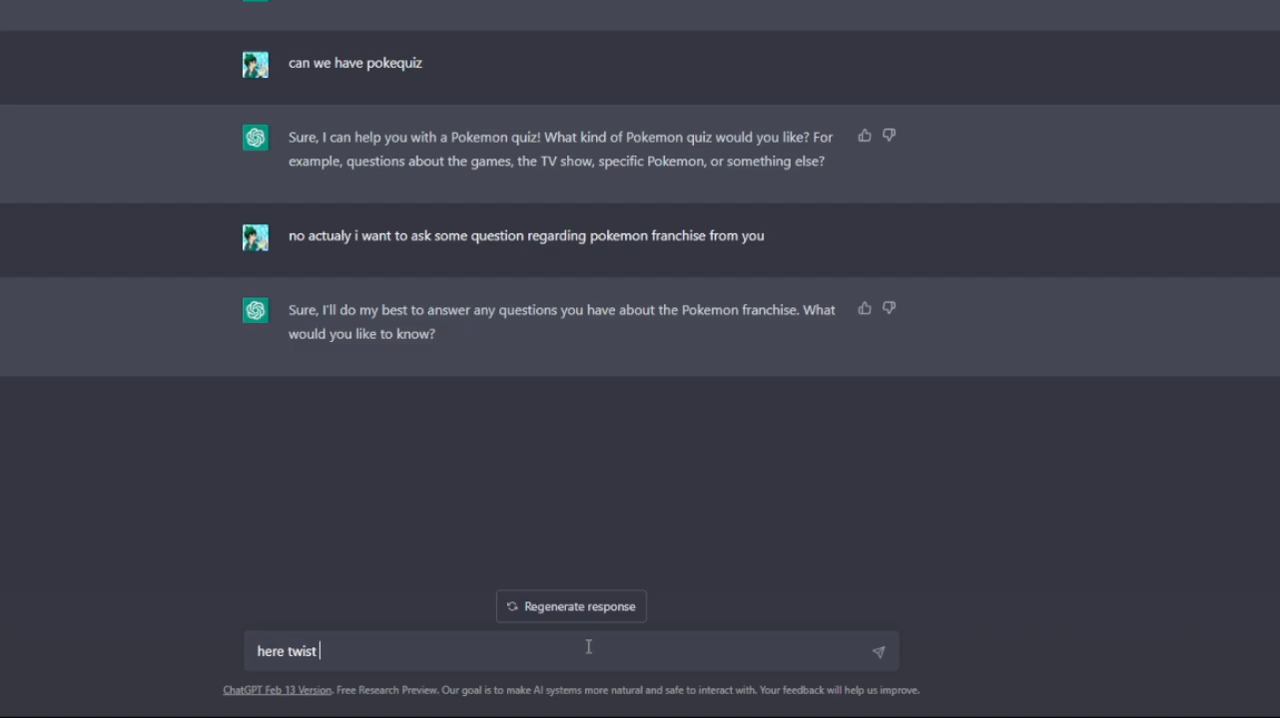 can we have pokequiz
Sure, I can help you with a Pokemon quiz! What kind of Pokemon quiz would you like? For
example, questions about the games, the TV show, specific Pokemon, or something else?
no actualy i want to ask some question regarding pokemon franchise from you
Sure, I'll do my best to answer any questions you have about the Pokemon franchise. What
would you like to know?
Regenerate response
here twist
ChatGPT Feb 13 Version. Free Research Preview. Our goal is to make AI systems more natural and safe to interact with. Your feedback will help us improve.